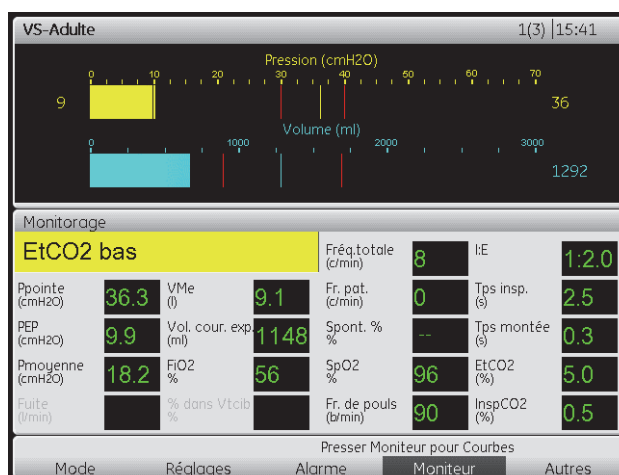 VS-Adulte 1(3) 15:41
Pression (cmH2O)
0 10 20 30 40 50 60 70
9 36
Volume (ml)
0 1000 2000 3000
1292
Monitorage
EtCO2 bas
Fréq.totale (c/min) 8 I:E 1:2.0
Ppointe (cmH2O) 36.3 VMe (l) 9.1 Fr. pat. (c/min) 0 Tps insp. (s) 2.5
PEP (cmH2O) 9.9 Vol. cour. exp. (ml) 1148 Spont. % % -- Tps montée (s) 0.3
Pmoyenne (cmH2O) 18.2 FiO2 % 56 SpO2 % 96 EtCO2 (%) 5.0
Fuite (l/min) % dans Vtcib % Fr. de pouls (b/min) 90 InspCO2 (%) 0.5
Presser Moniteur pour Courbes
Mode Réglages Alarme Moniteur Autres